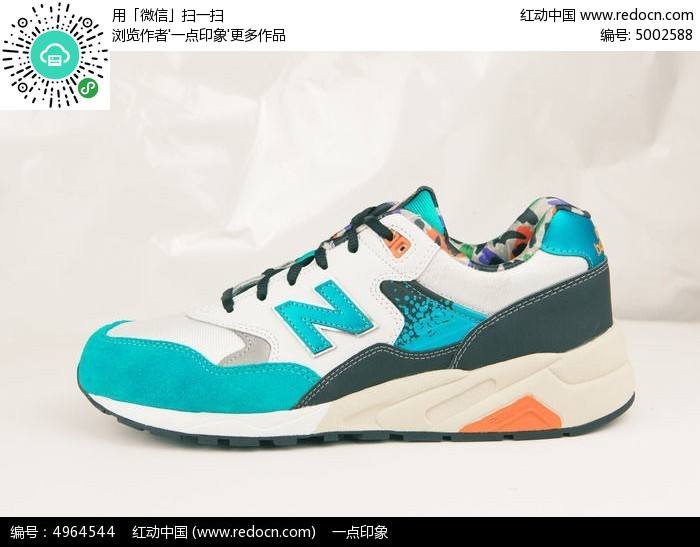 用「微信」扫一扫
浏览作者'一点印象'更多作品
红动中国 www.redocn.com
编号: 5002588
N
编号：4964544 红动中国 (www.redocn.com) 一点印象